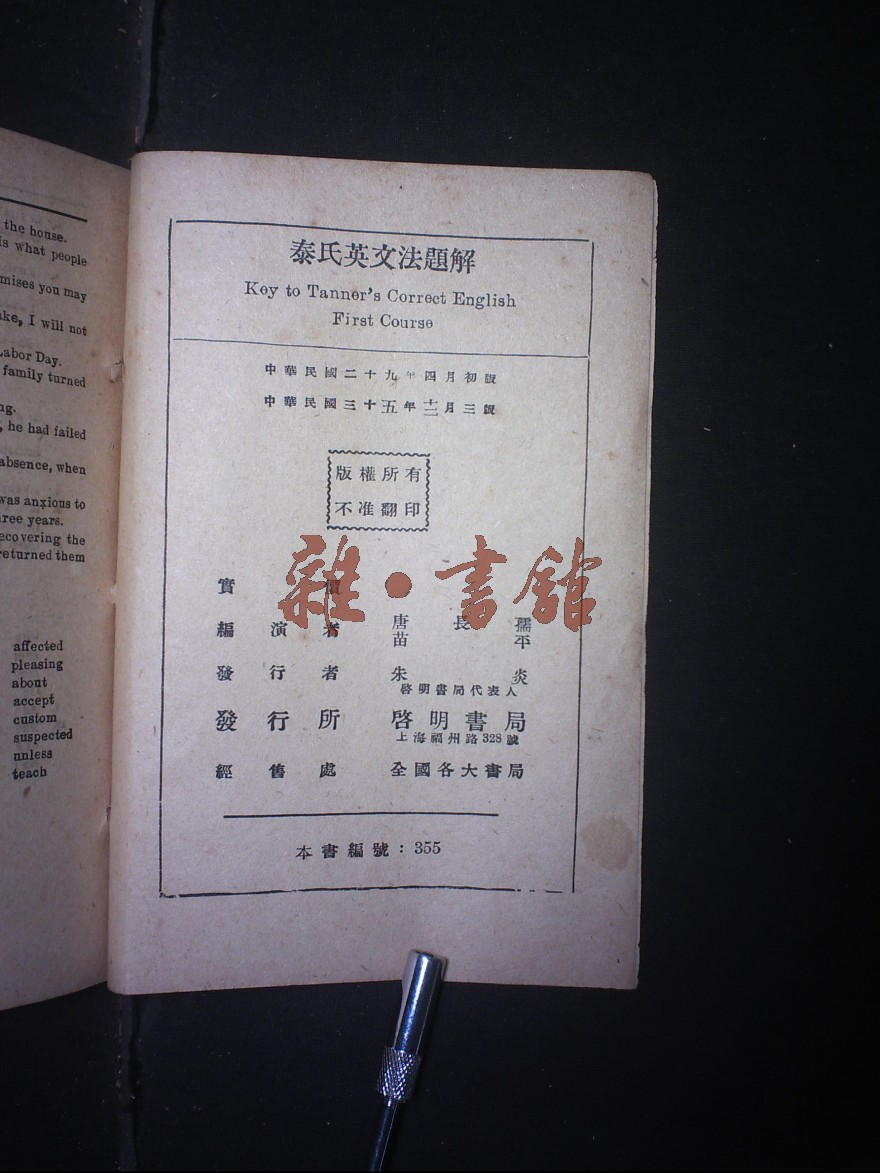 the house.
is what people
mises you may
ke, I will not
Labor Day.
family turned
ng.
, he had failed
absence, when
was anxious to
ree years.
ecovering the
returned them
affected
pleasing
about
accept
custom
suspected
unless
teach
泰氏英文法題解
Key to Tanner's Correct English
First Course
中華民國二十九年四月初版
中華民國三十五年十二月三版
版權所有
不准翻印
雜·書館
實價
編演者 唐長孺
苗平
發行者 朱炎
啓明書局代表人
發行所 啓明書局
上海福州路328號
經售處 全國各大書局
本書編號：355